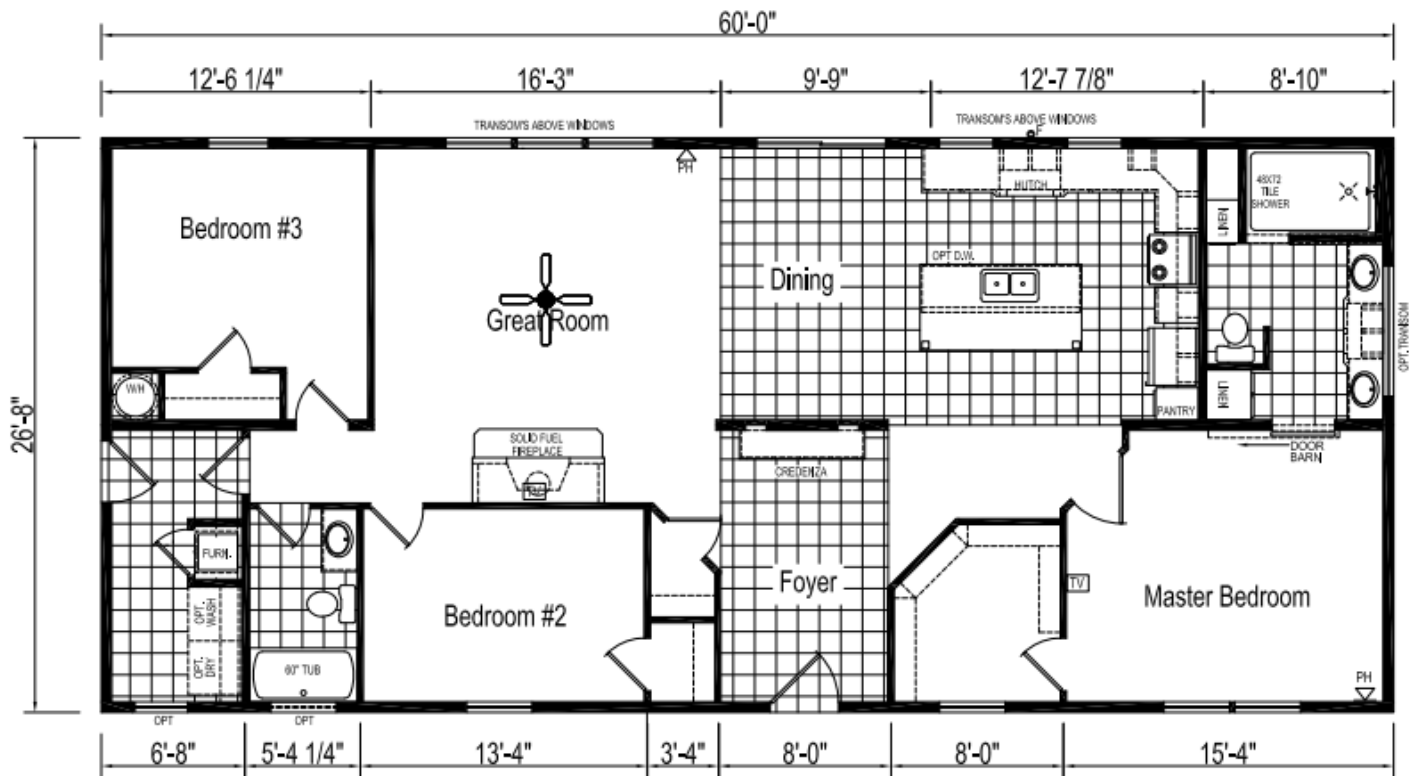 60'-0"
12'-6 1/4"
16'-3"
9'-9"
12'-7 7/8"
8'-10"
TRANSOM'S ABOVE WINDOWS
TRANSOM'S ABOVE WINDOWS
F
PH
HUTCH
LINEN
48X72
TILE
SHOWER
Bedroom #3
OPT D.W.
Dining
Great Room
OPT. TRANSOM
26'-8"
W/H
LINEN
PANTRY
SOLID FUEL
FIREPLACE
TV
CREDENZA
DOOR
BARN
FURN.
OPT.
WASH
OPT.
DRY
Bedroom #2
Foyer
TV
Master Bedroom
60" TUB
PH
OPT
OPT
6'-8"
5'-4 1/4"
13'-4"
3'-4"
8'-0"
8'-0"
15'-4"